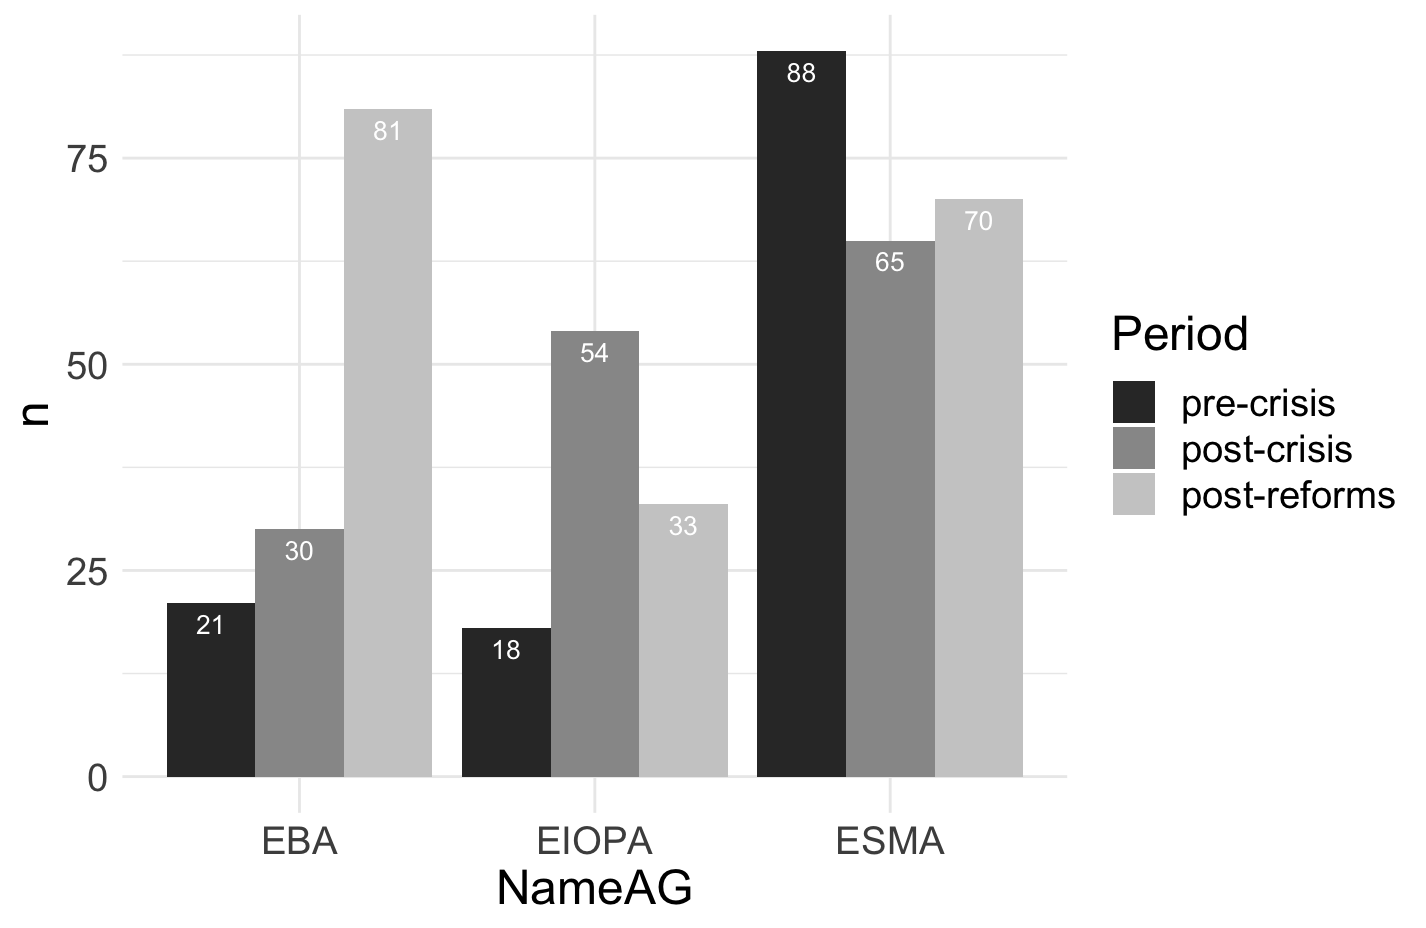 88
81
75
70
65
54
50
33
30
25
21
18
0
n
EBA
EIOPA
ESMA
NameAG
Period
pre-crisis
post-crisis
post-reforms